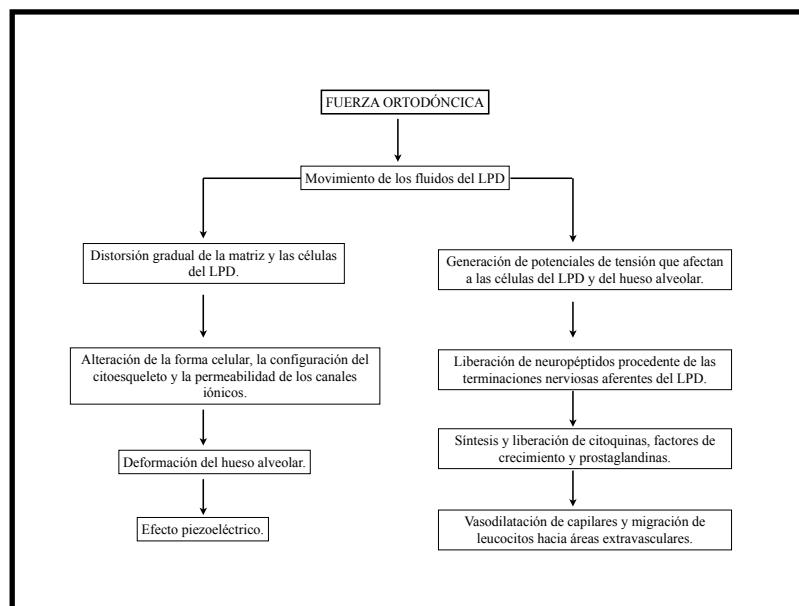 FUERZA ORTODÓNCICA
Movimiento de los fluidos del LPD
Distorsión gradual de la matriz y las células
del LPD.
Alteración de la forma celular, la configuración del
citoesqueleto y la permeabilidad de los canales
iónicos.
Deformación del hueso alveolar.
Efecto piezoeléctrico.
Generación de potenciales de tensión que afectan
a las células del LPD y del hueso alveolar.
Liberación de neuropéptidos procedente de las
terminaciones nerviosas aferentes del LPD.
Síntesis y liberación de citoquinas, factores de
crecimiento y prostaglandinas.
Vasodilatación de capilares y migración de
leucocitos hacia áreas extravasculares.